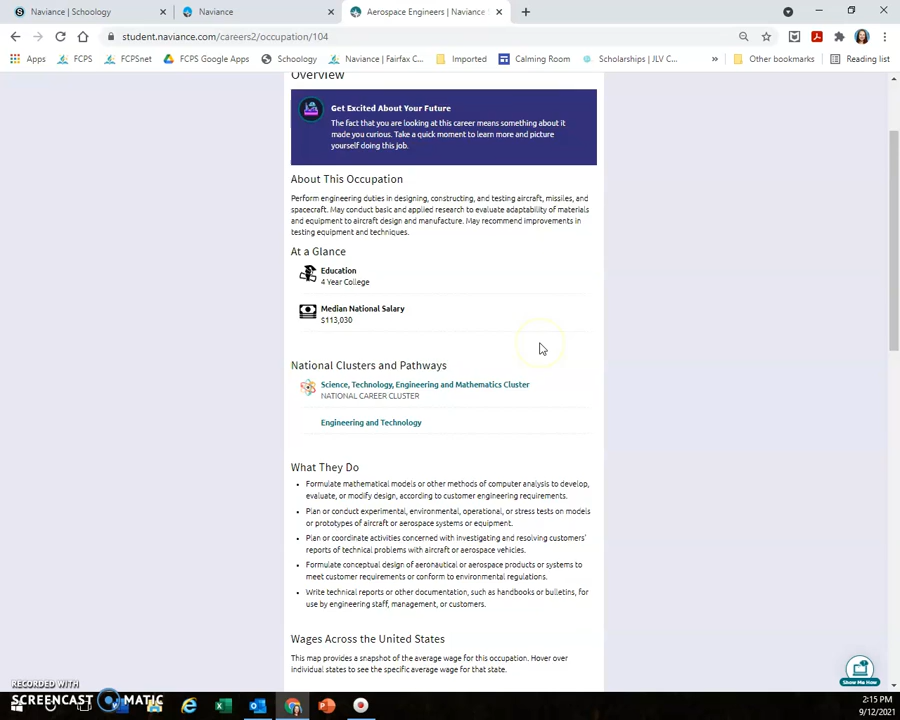 Naviance | Schoology
Naviance
Aerospace Engineers | Naviance
student.naviance.com/careers2/occupation/104
Apps
FCPS
FCPSnet
FCPS Google Apps
Schoology
Naviance | Fairfax C...
Imported
Calming Room
Scholarships | JLV C...
»
Other bookmarks
Reading list
Overview
Get Excited About Your Future
The fact that you are looking at this career means something about it
made you curious. Take a quick moment to learn more and picture
yourself doing this job.
About This Occupation
Perform engineering duties in designing, constructing, and testing aircraft, missiles, and
spacecraft. May conduct basic and applied research to evaluate adaptability of materials
and equipment to aircraft design and manufacture. May recommend improvements in
testing equipment and techniques.
At a Glance
Education
4 Year College
Median National Salary
$113,030
National Clusters and Pathways
Science, Technology, Engineering and Mathematics Cluster
NATIONAL CAREER CLUSTER
Engineering and Technology
What They Do
• Formulate mathematical models or other methods of computer analysis to develop,
evaluate, or modify design, according to customer engineering requirements.
• Plan or conduct experimental, environmental, operational, or stress tests on models
or prototypes of aircraft or aerospace systems or equipment.
• Plan or coordinate activities concerned with investigating and resolving customers'
reports of technical problems with aircraft or aerospace vehicles.
• Formulate conceptual design of aeronautical or aerospace products or systems to
meet customer requirements or conform to environmental regulations.
• Write technical reports or other documentation, such as handbooks or bulletins, for
use by engineering staff, management, or customers.
Wages Across the United States
This map provides a snapshot of the average wage for this occupation. Hover over
individual states to see the specific average wage for that state.
Show Me How
RECORDED WITH
SCREENCAST MATIC
2:15 PM
9/12/2021